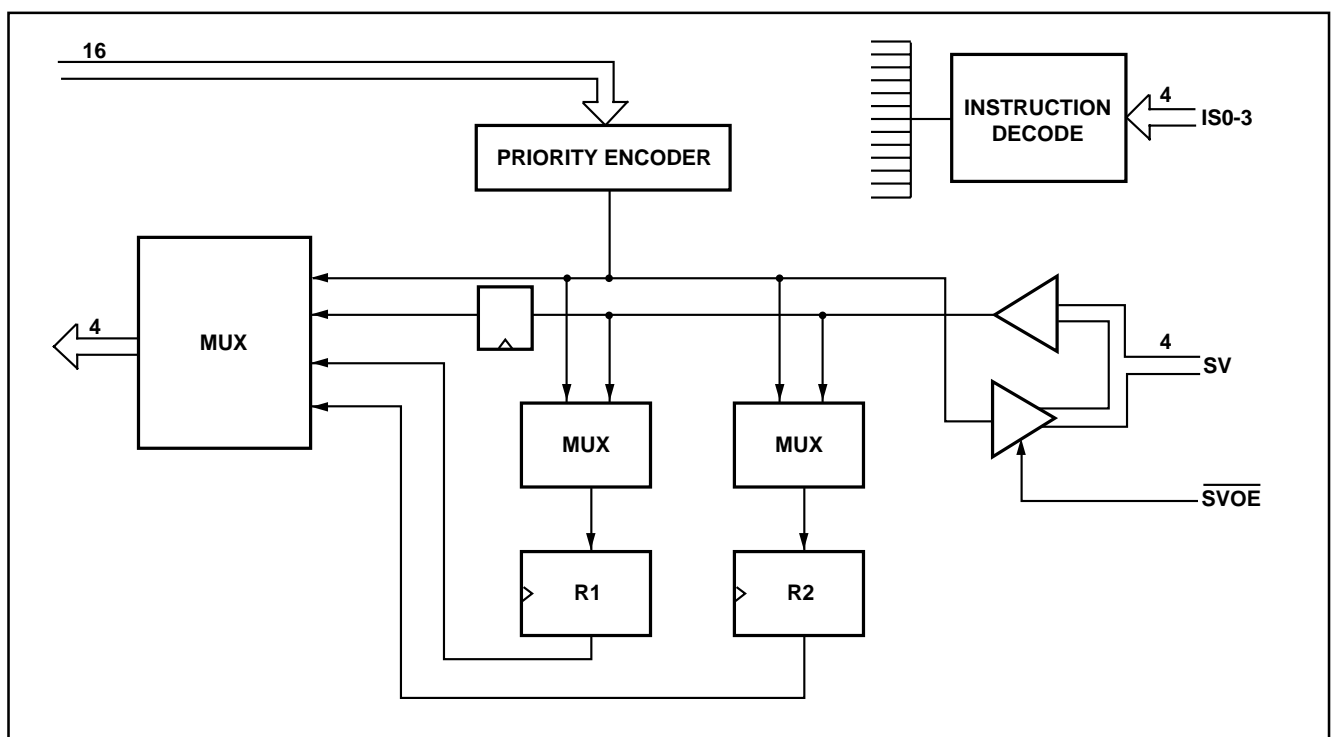 16
INSTRUCTION
DECODE
4
IS0-3
PRIORITY ENCODER
MUX
4
4
SV
MUX
MUX
SVOE
R1
R2